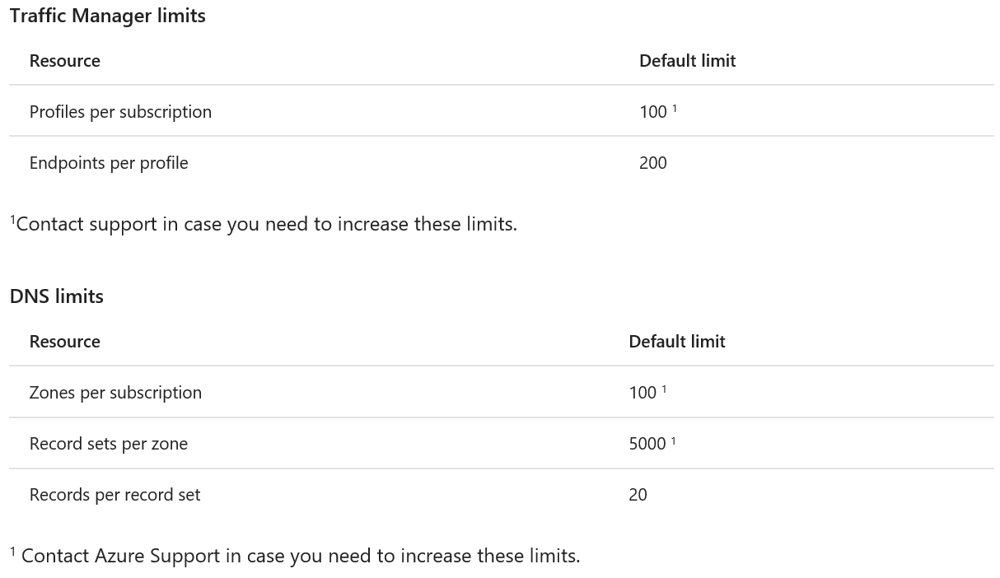 Traffic Manager limits
Resource Default limit
Profiles per subscription 100 ¹
Endpoints per profile 200
¹Contact support in case you need to increase these limits.
DNS limits
Resource Default limit
Zones per subscription 100 ¹
Record sets per zone 5000 ¹
Records per record set 20
¹ Contact Azure Support in case you need to increase these limits.